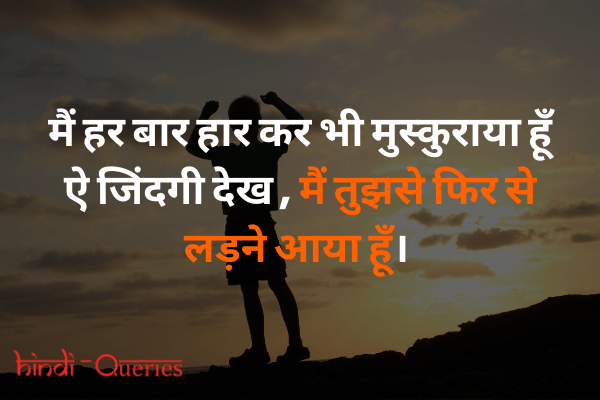 मैं हर बार हार कर भी मुस्कुराया हूँ
ऐ जिंदगी देख , मैं तुझसे फिर से
लड़ने आया हूँ।
hindi - Queries